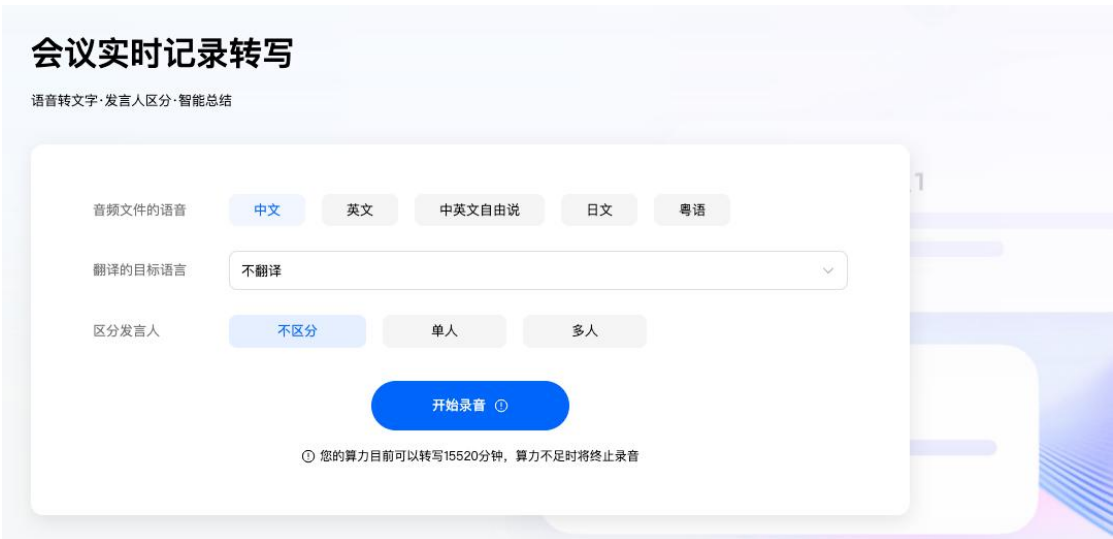 会议实时记录转写
语音转文字·发言人区分·智能总结
1
音频文件的语音 中文 英文 中英文自由说 日文 粤语
翻译的目标语言 不翻译
区分发言人 不区分 单人 多人
开始录音
您的算力目前可以转写15520分钟，算力不足时将终止录音